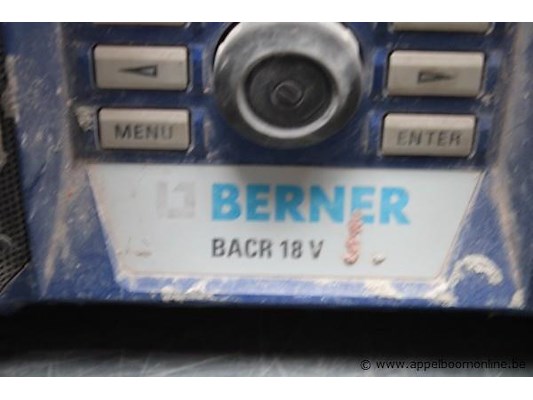 MENU
ENTER
BERNER
BACR 18 V
© www.appelboomonline.be